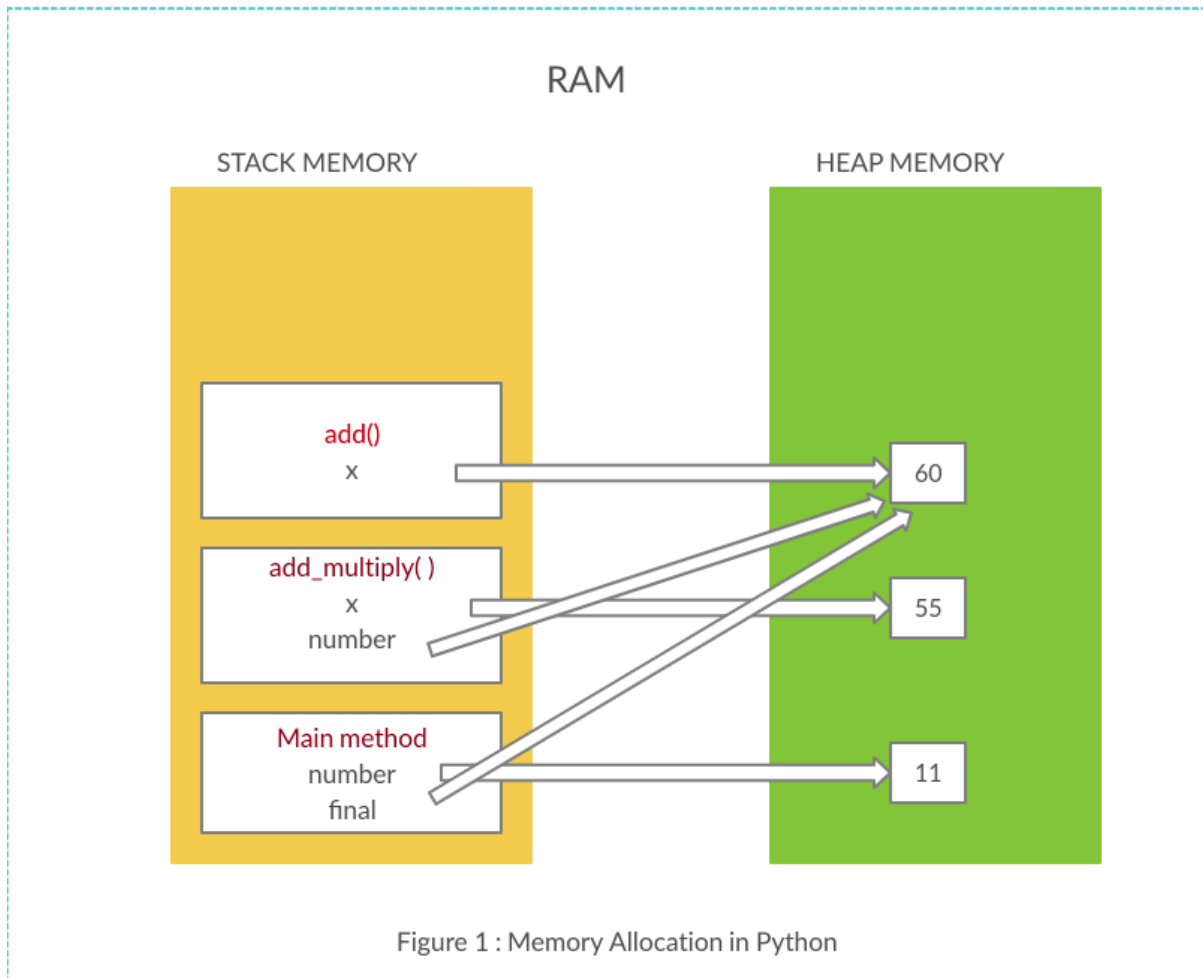 RAM
STACK MEMORY
HEAP MEMORY
add()
x
60
add_multiply( )
x
number
55
Main method
number
final
11
Figure 1 : Memory Allocation in Python